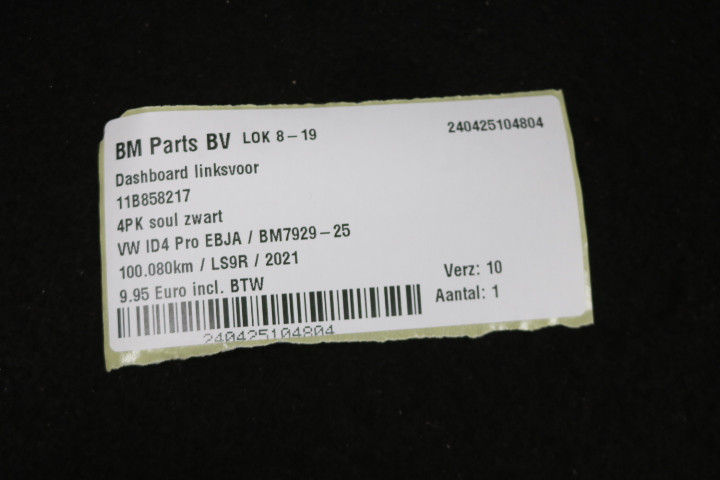 BM Parts BV LOK 8-19 240425104804
Dashboard linksvoor
11B858217
4PK soul zwart
VW ID4 Pro EBJA / BM7929-25
100.080km / LS9R / 2021
9.95 Euro incl. BTW
Verz: 10
Aantal: 1
240425104804